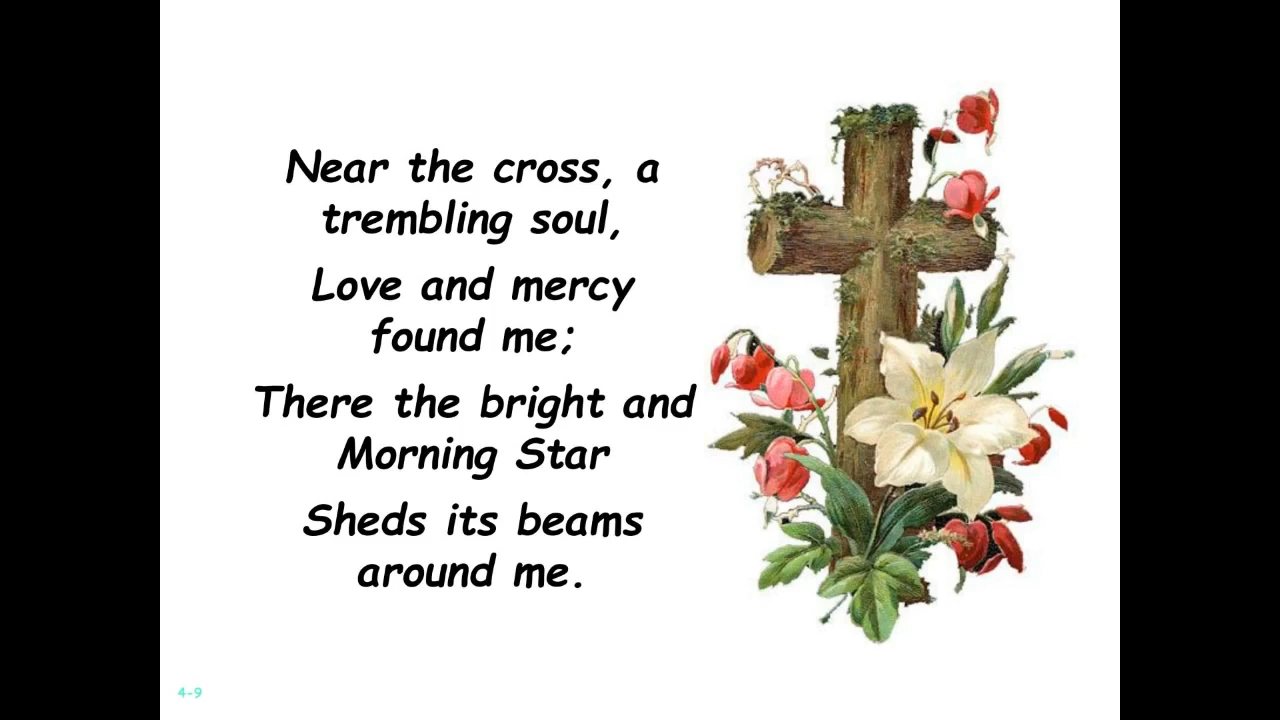 Near the cross, a
trembling soul,
Love and mercy
found me;
There the bright and
Morning Star
Sheds its beams
around me.
4-9